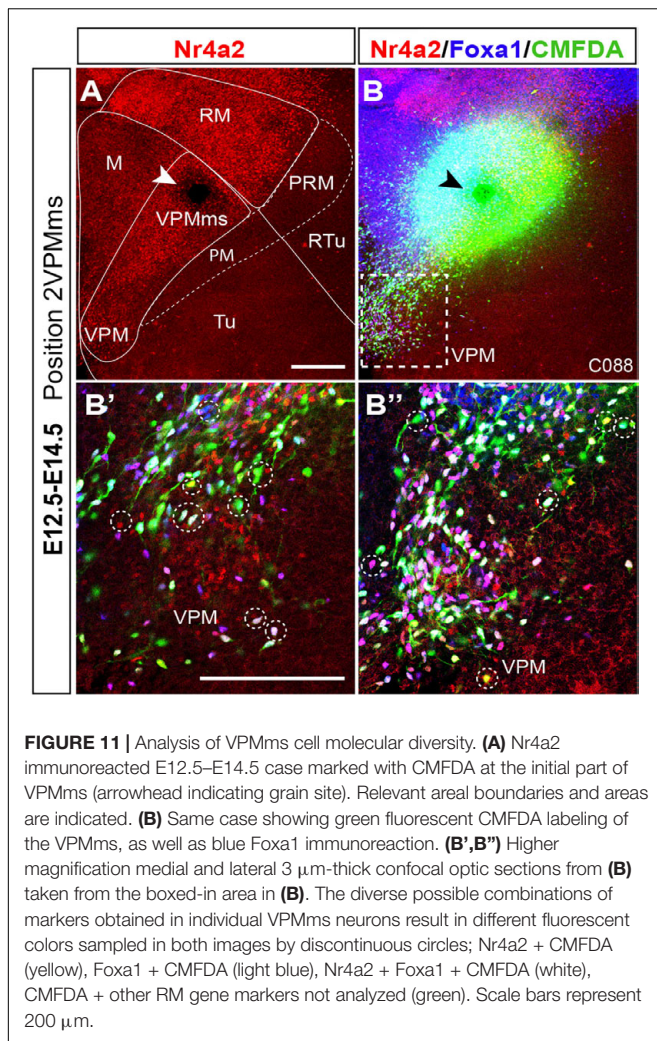 Nr4a2
Nr4a2/Foxa1/CMFDA
E12.5-E14.5 Position 2VPMms
A
RM
M
PRM
VPMms
RTu
PM
Tu
VPM
B
VPM
C088
B'
VPM
B"
VPM
FIGURE 11 | Analysis of VPMms cell molecular diversity. (A) Nr4a2
immunoreacted E12.5–E14.5 case marked with CMFDA at the initial part of
VPMms (arrowhead indicating grain site). Relevant areal boundaries and areas
are indicated. (B) Same case showing green fluorescent CMFDA labeling of
the VPMms, as well as blue Foxa1 immunoreaction. (B',B") Higher
magnification medial and lateral 3 μm-thick confocal optic sections from (B)
taken from the boxed-in area in (B). The diverse possible combinations of
markers obtained in individual VPMms neurons result in different fluorescent
colors sampled in both images by discontinuous circles; Nr4a2 + CMFDA
(yellow), Foxa1 + CMFDA (light blue), Nr4a2 + Foxa1 + CMFDA (white),
CMFDA + other RM gene markers not analyzed (green). Scale bars represent
200 μm.